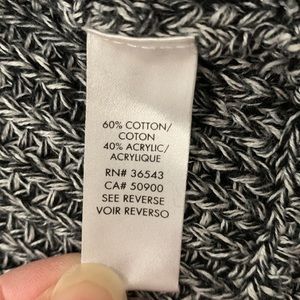 60% COTTON/
COTON
40% ACRYLIC/
ACRYLIQUE
RN# 36543
CA# 50900
SEE REVERSE
VOIR REVERSO